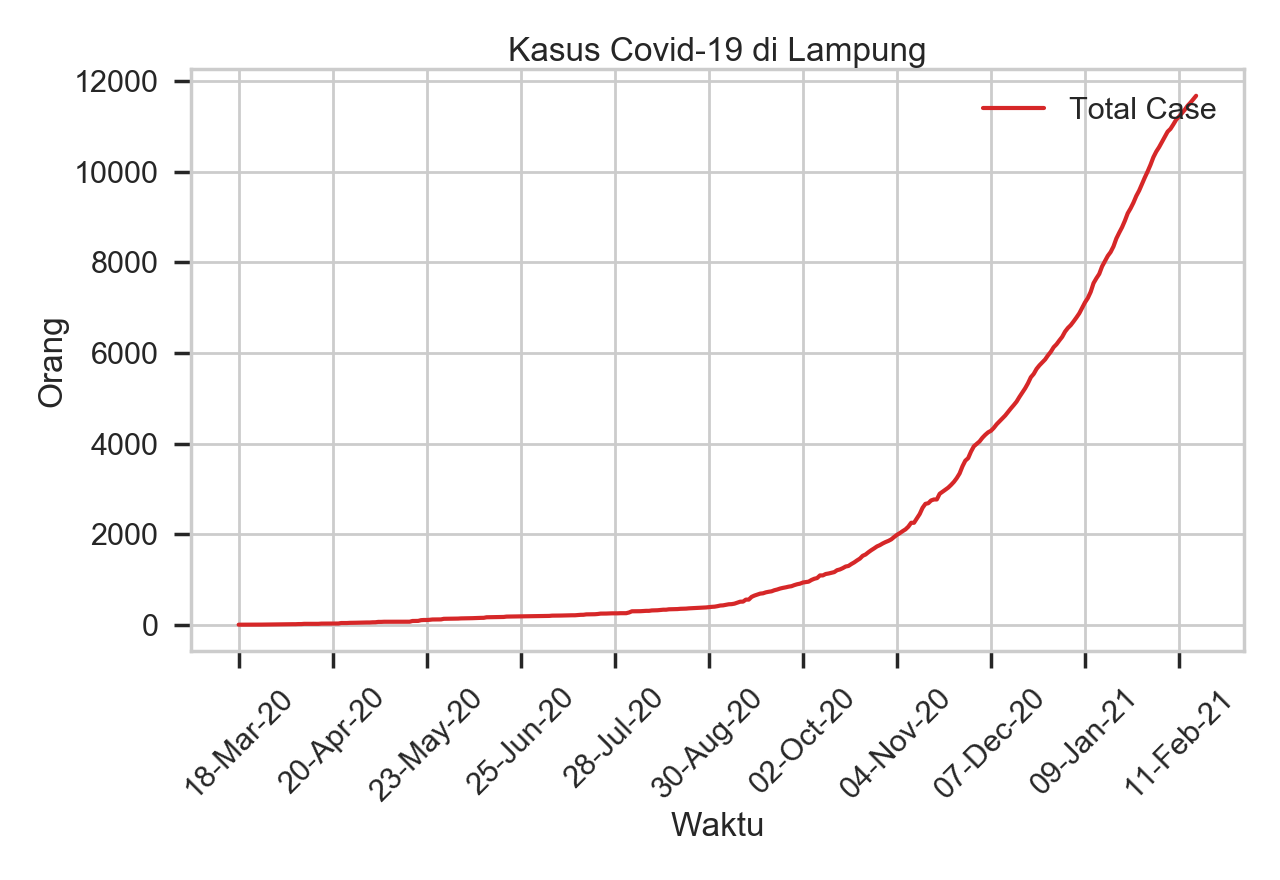 Kasus Covid-19 di Lampung
Total Case
12000
10000
8000
6000
4000
2000
0
Orang
18-Mar-20
20-Apr-20
23-May-20
25-Jun-20
28-Jul-20
30-Aug-20
02-Oct-20
04-Nov-20
07-Dec-20
09-Jan-21
11-Feb-21
Waktu